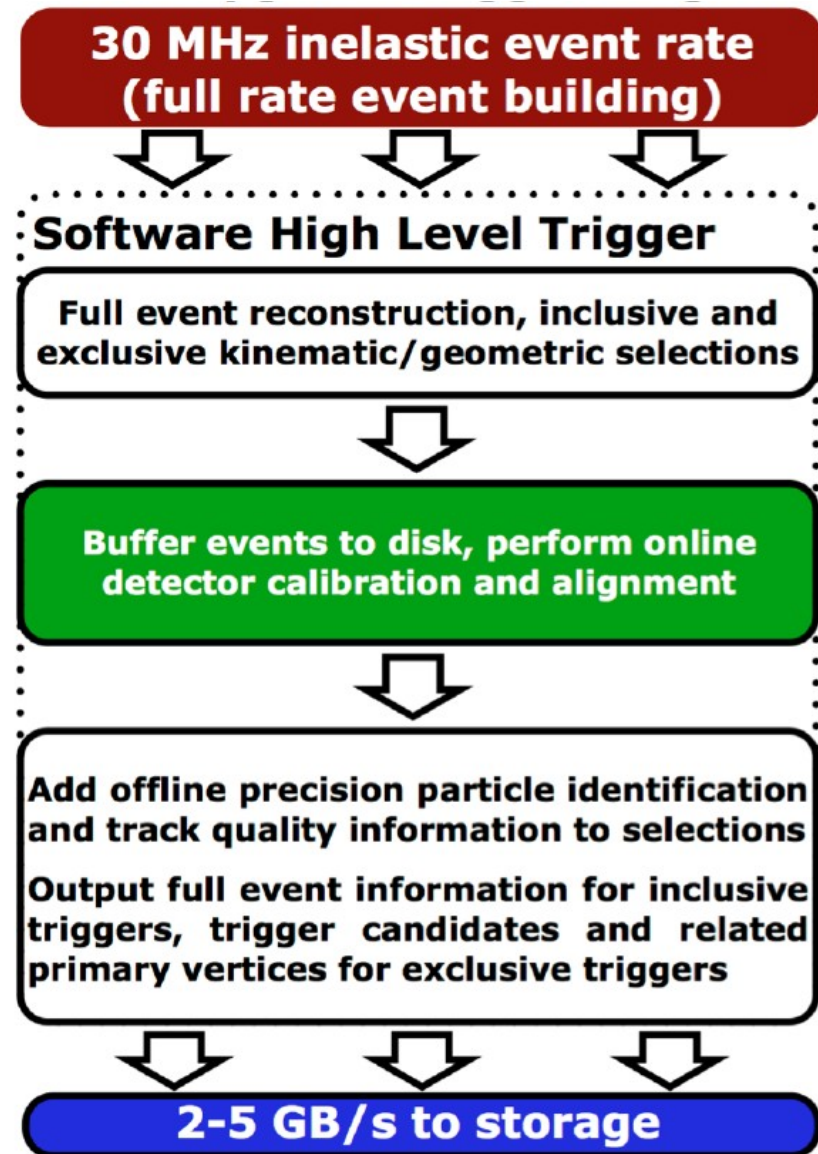 30 MHz inelastic event rate
(full rate event building)
Software High Level Trigger
Full event reconstruction, inclusive and
exclusive kinematic/geometric selections
Buffer events to disk, perform online
detector calibration and alignment
Add offline precision particle identification
and track quality information to selections
Output full event information for inclusive
triggers, trigger candidates and related
primary vertices for exclusive triggers
2-5 GB/s to storage